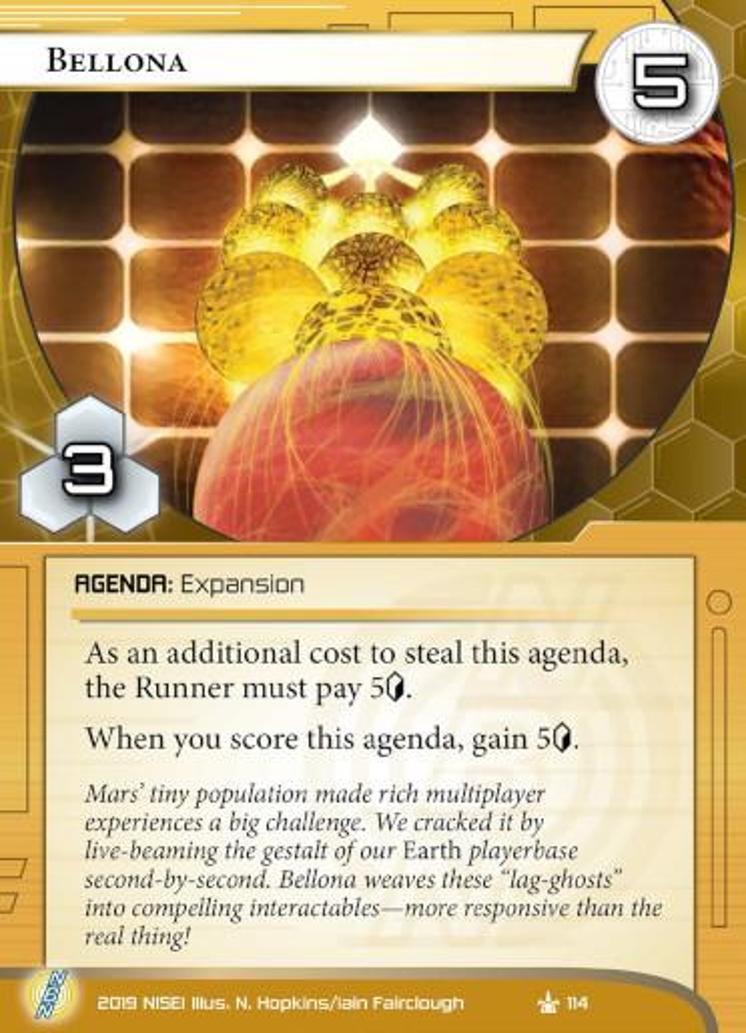 BELLONA
5
3
AGENDA: Expansion
As an additional cost to steal this agenda,
the Runner must pay 5.
When you score this agenda, gain 5.
Mars' tiny population made rich multiplayer
experiences a big challenge. We cracked it by
live-beaming the gestalt of our Earth playerbase
second-by-second. Bellona weaves these “lag-ghosts”
into compelling interactables—more responsive than the
real thing!
NBN
2019 NISEI Illus. N. Hopkins/Iain Fairclough
114